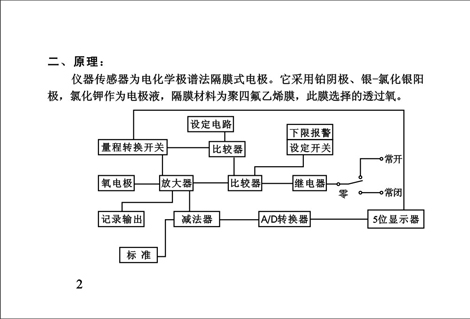 二、原理：
仪器传感器为电化学极谱法隔膜式电极。它采用铂阴极、银-氯化银阳
极，氯化钾作为电极液，隔膜材料为聚四氟乙烯膜，此膜选择的透过氧。
设定电路
下限报警
量程转换开关
比较器
设定开关
常开
氧电极
放大器
比较器
继电器
零
常闭
记录输出
减法器
A/D转换器
5位显示器
标 准
2